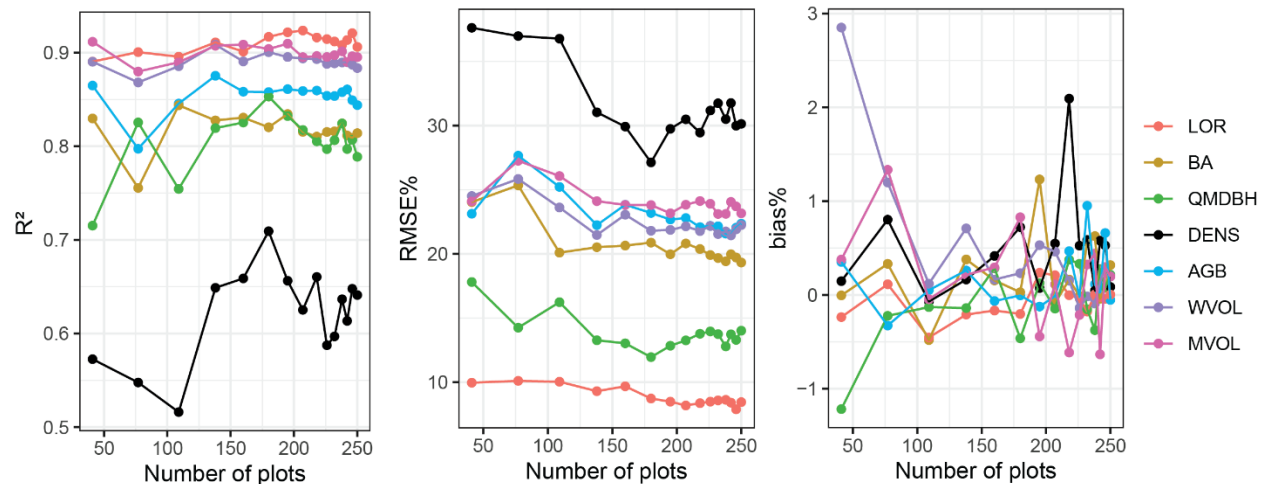 R²
0.9
0.8
0.7
0.6
0.5
50
100
150
200
250
Number of plots
RMSE%
30
20
10
50
100
150
200
250
Number of plots
bias%
3
2
1
0
−1
50
100
150
200
250
Number of plots
LOR
BA
QMDBH
DENS
AGB
WVOL
MVOL